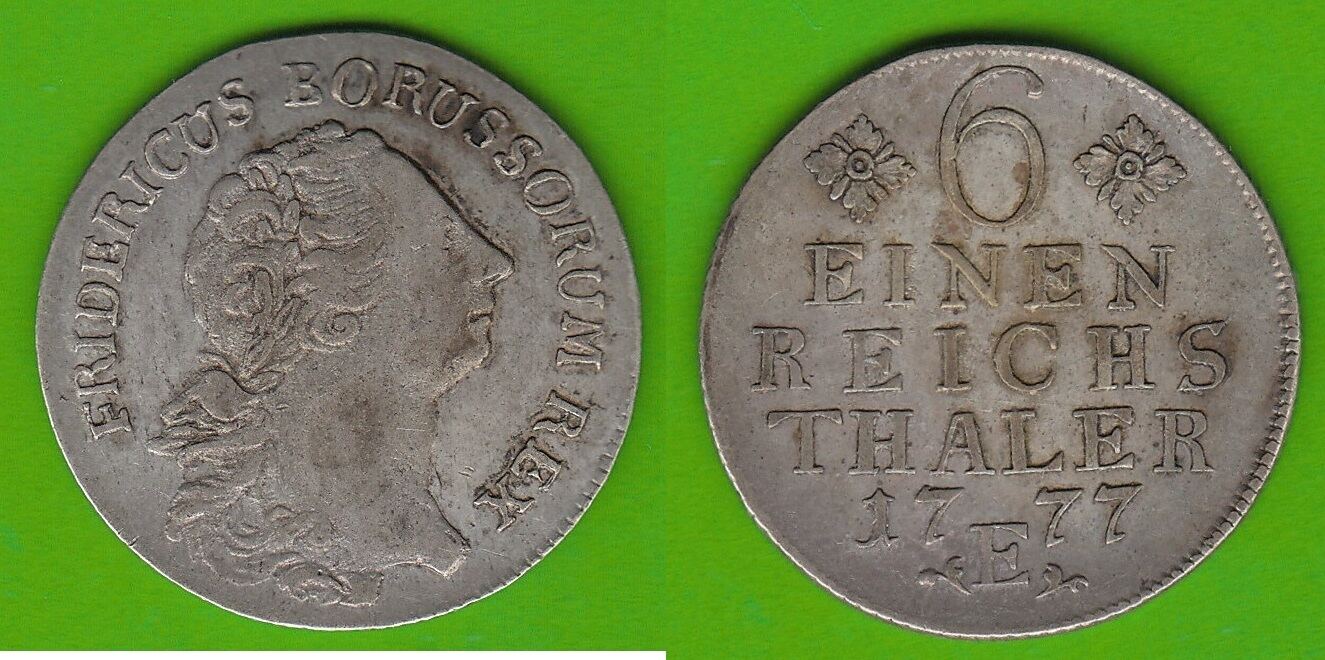 FRIDERICUS BORUSSORUM REX
6
EINEN
REICHS
THALER
1777
E